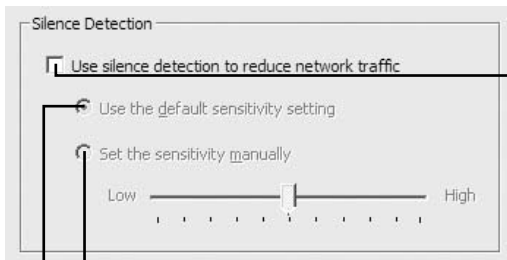 Silence Detection
Use silence detection to reduce network traffic
Use the default sensitivity setting
Set the sensitivity manually
Low High